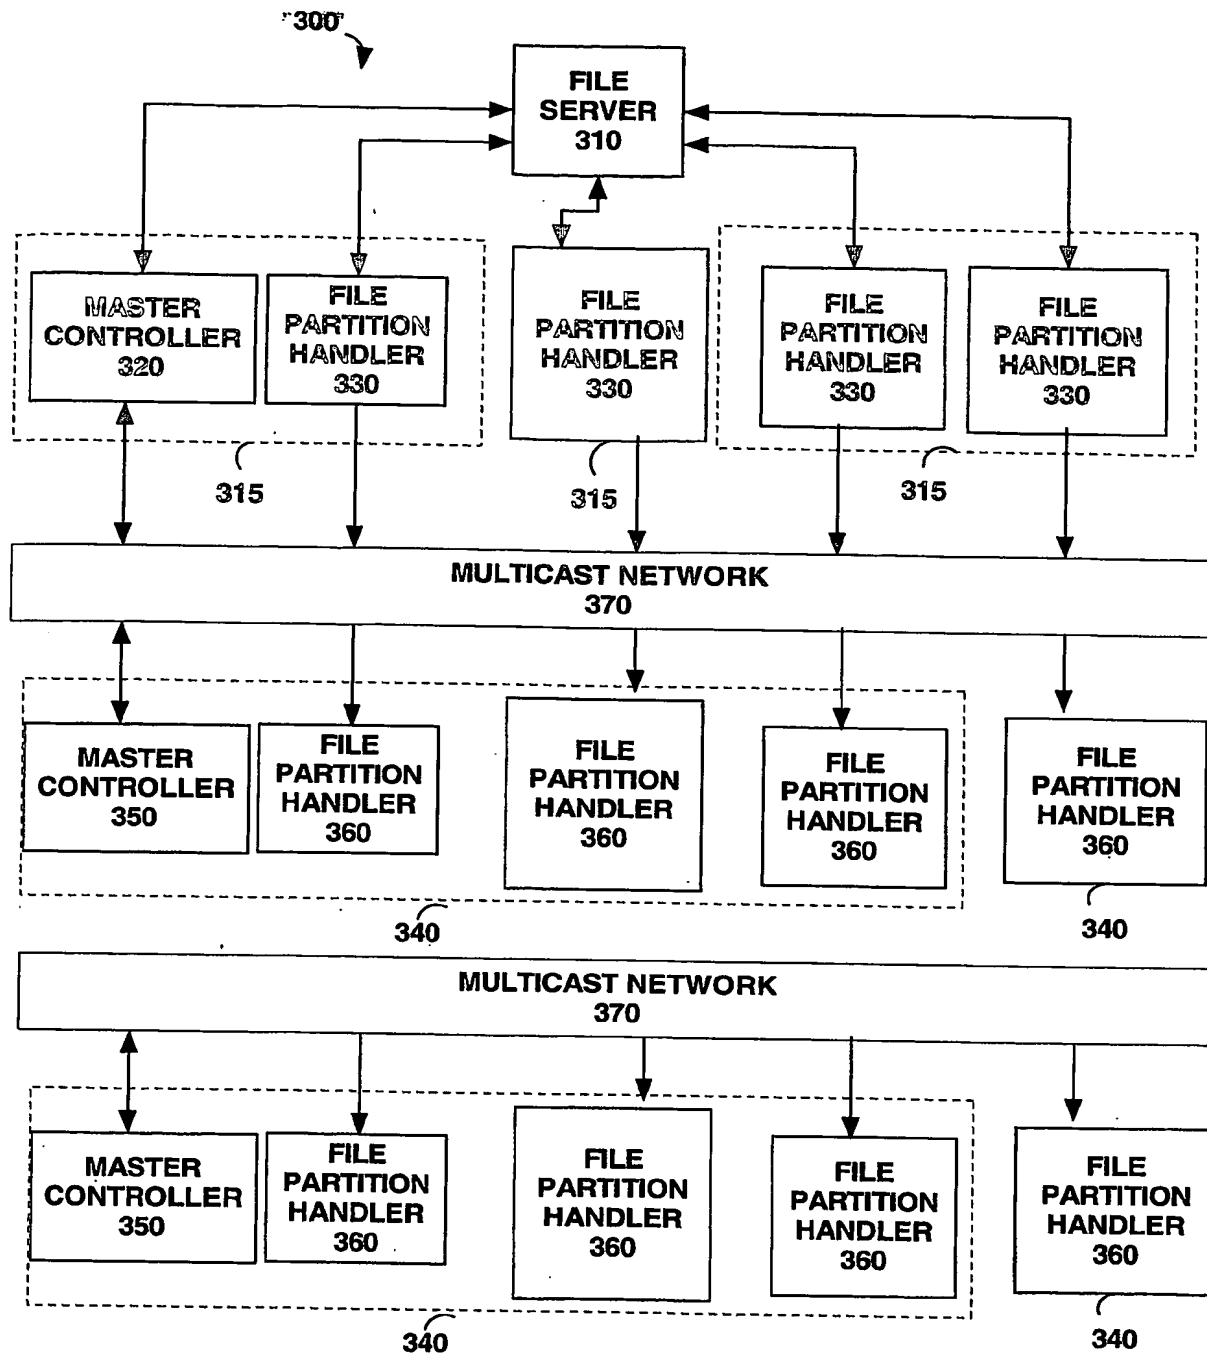 300
FILE
SERVER
310
MASTER
CONTROLLER
320
FILE
PARTITION
HANDLER
330
FILE
PARTITION
HANDLER
330
FILE
PARTITION
HANDLER
330
FILE
PARTITION
HANDLER
330
315
315
315
MULTICAST NETWORK
370
MASTER
CONTROLLER
350
FILE
PARTITION
HANDLER
360
FILE
PARTITION
HANDLER
360
FILE
PARTITION
HANDLER
360
FILE
PARTITION
HANDLER
360
340
340
MULTICAST NETWORK
370
MASTER
CONTROLLER
350
FILE
PARTITION
HANDLER
360
FILE
PARTITION
HANDLER
360
FILE
PARTITION
HANDLER
360
FILE
PARTITION
HANDLER
360
340
340